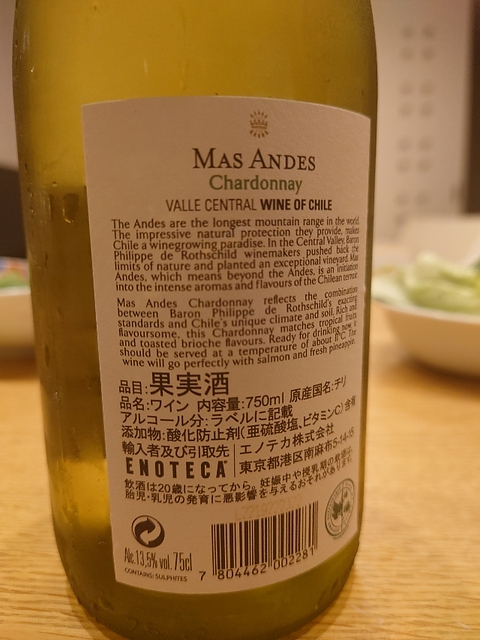 MAS ANDES
Chardonnay
VALLE CENTRAL WINE OF CHILE
The Andes are the longest mountain range in the world.
The impressive natural protection they provide, makes
Chile a winegrowing paradise. In the Central Valley, Baron
Philippe de Rothschild winemakers pushed back the
limits of nature and planted an exceptional vineyard. Mas
Andes, which means beyond the Andes, is an initiation
into the intense aromas and flavours of the Chilean terroir.
Mas Andes Chardonnay reflects the combination
between Baron Philippe de Rothschild's exacting
standards and Chile's unique climate and soil. Rich and
flavoursome, this Chardonnay matches tropical fruit
and toasted brioche flavours. Ready for drinking now, it
should be served at a temperature of about 11°C. This
wine will go perfectly with salmon and fresh pineapple.
品目:果実酒
品名:ワイン 内容量:750ml 原産国名:チリ
アルコール分:ラベルに記載
添加物:酸化防止剤(亜硫酸塩、ビタミンC)含有
輸入者及び引取先 エノテカ株式会社
ENOTECA 東京都港区南麻布5-14-15
飲酒は20歳になってから。妊娠中や授乳期の飲酒は、
胎児・乳児の発育に悪影響を与えるおそれがあります。
Alc.13,5% vol. 75cl
CONTAINS: SULPHITES
7 804462 002281